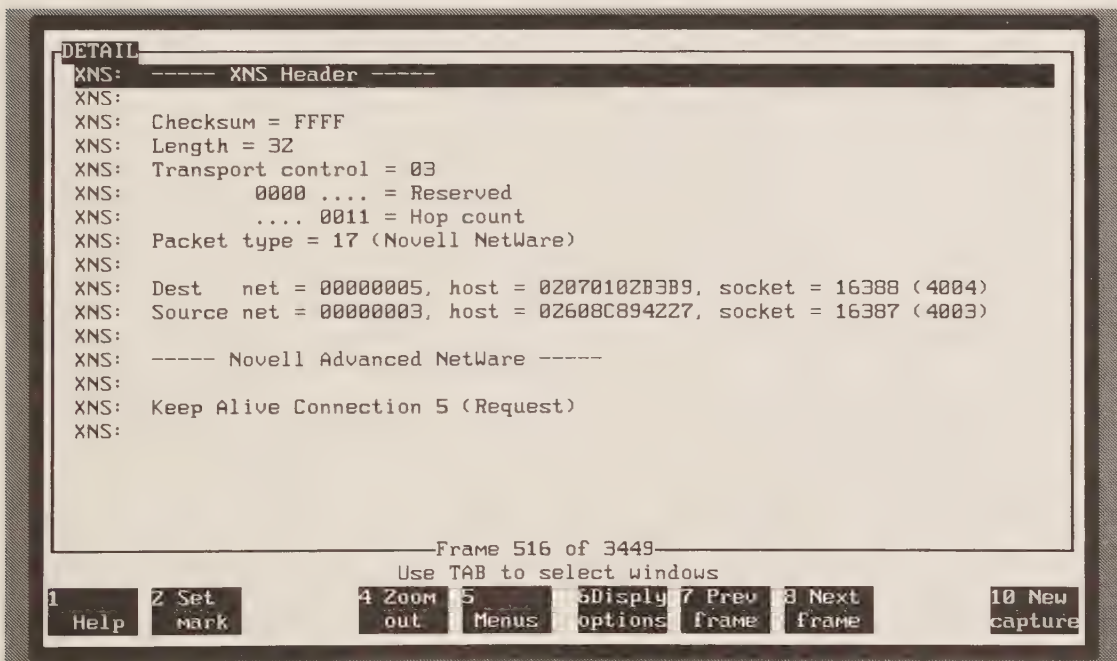 DETAIL
XNS: ----- XNS Header -----
XNS:
XNS: Checksum = FFFF
XNS: Length = 32
XNS: Transport control = 03
XNS: 0000 .... = Reserved
XNS: .... 0011 = Hop count
XNS: Packet type = 17 (Novell NetWare)
XNS:
XNS: Dest net = 00000005, host = 02070102B3B9, socket = 16388 (4004)
XNS: Source net = 00000003, host = 02608C894227, socket = 16387 (4003)
XNS:
XNS: ----- Novell Advanced NetWare -----
XNS:
XNS: Keep Alive Connection 5 (Request)
XNS:
Frame 516 of 3449
Use TAB to select windows
1 Help
2 Set mark
4 Zoom out
5 Menus
6Disply options
7 Prev frame
8 Next frame
10 New capture